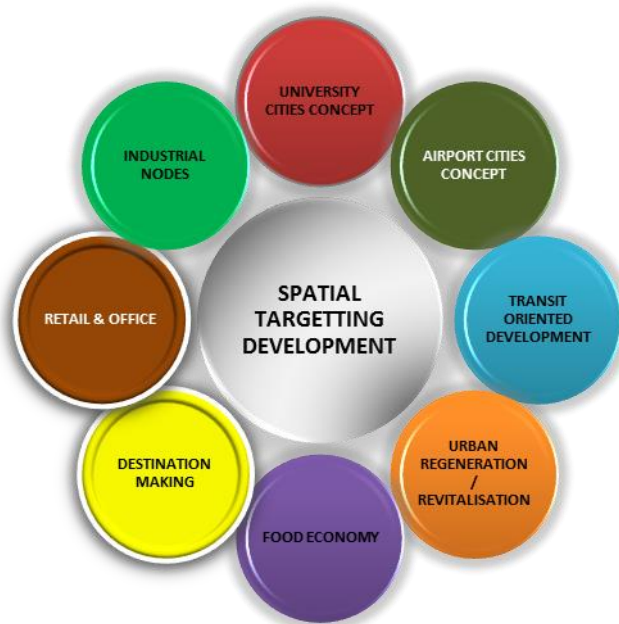 UNIVERSITY
CITIES CONCEPT
INDUSTRIAL
NODES
AIRPORT CITIES
CONCEPT
RETAIL & OFFICE
SPATIAL
TARGETTING
DEVELOPMENT
TRANSIT
ORIENTED
DEVELOPMENT
DESTINATION
MAKING
URBAN
REGENERATION
/
REVITALISATION
FOOD ECONOMY